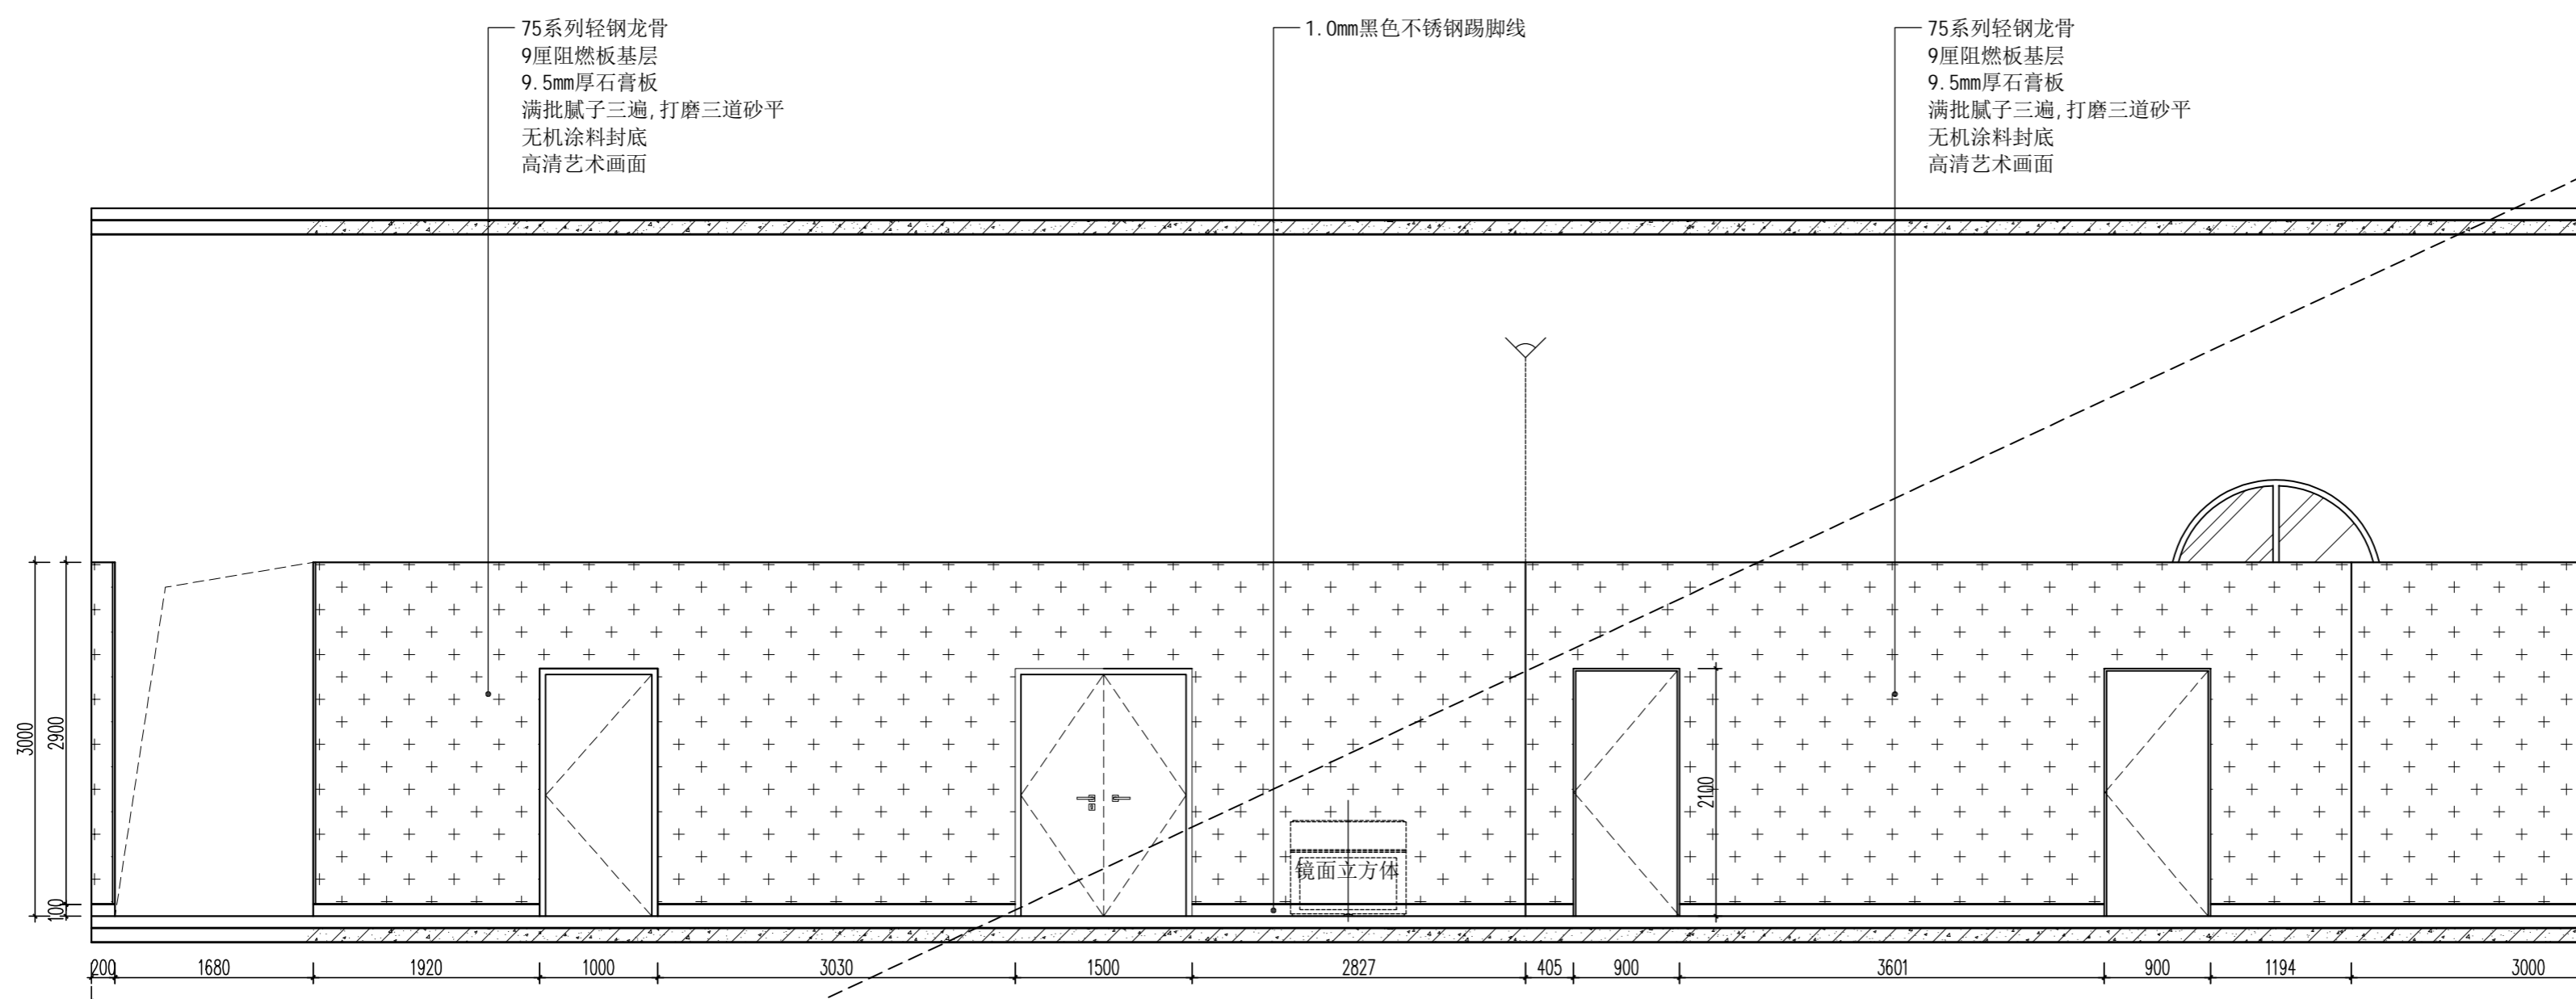 75系列轻钢龙骨
9厘阻燃板基层
9.5mm厚石膏板
满批腻子三遍,打磨三道砂平
无机涂料封底
高清艺术画面
1.0mm黑色不锈钢踢脚线
75系列轻钢龙骨
9厘阻燃板基层
9.5mm厚石膏板
满批腻子三遍,打磨三道砂平
无机涂料封底
高清艺术画面
3000
2900
100
2100
镜面立方体
200 1680 1920 1000 3030 1500 2827 405 900 3601 900 1194 3000